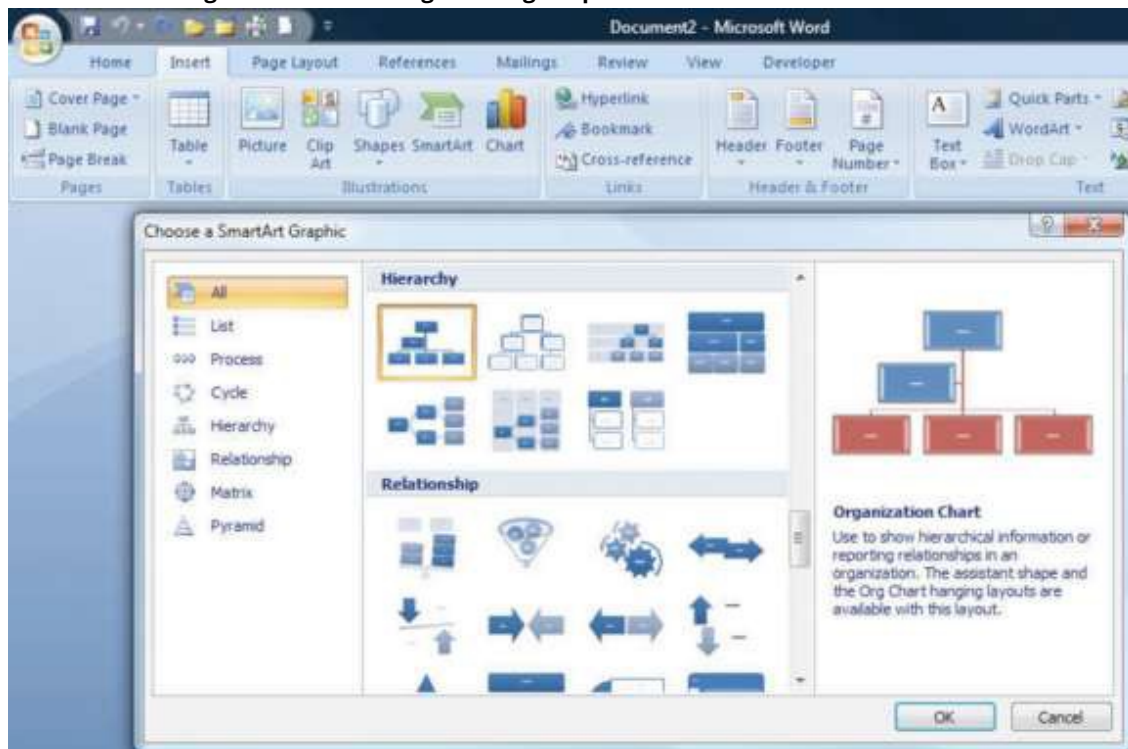 Document2 - Microsoft Word
Home Insert Page Layout References Mailings Review View Developer
Cover Page
Blank Page
Page Break
Pages
Table
Tables
Picture
Clip
Art
Shapes
SmartArt
Chart
Illustrations
Hyperlink
Bookmark
Cross-reference
Links
Header
Footer
Page
Number
Header & Footer
A
Text
Box
Quick Parts
WordArt
Drop Cap
Text
Choose a SmartArt Graphic
All
List
Process
Cycle
Hierarchy
Relationship
Matrix
Pyramid
Hierarchy
Relationship
Organization Chart
Use to show hierarchical information or
reporting relationships in an
organization. The assistant shape and
the Org Chart hanging layouts are
available with this layout.
OK
Cancel